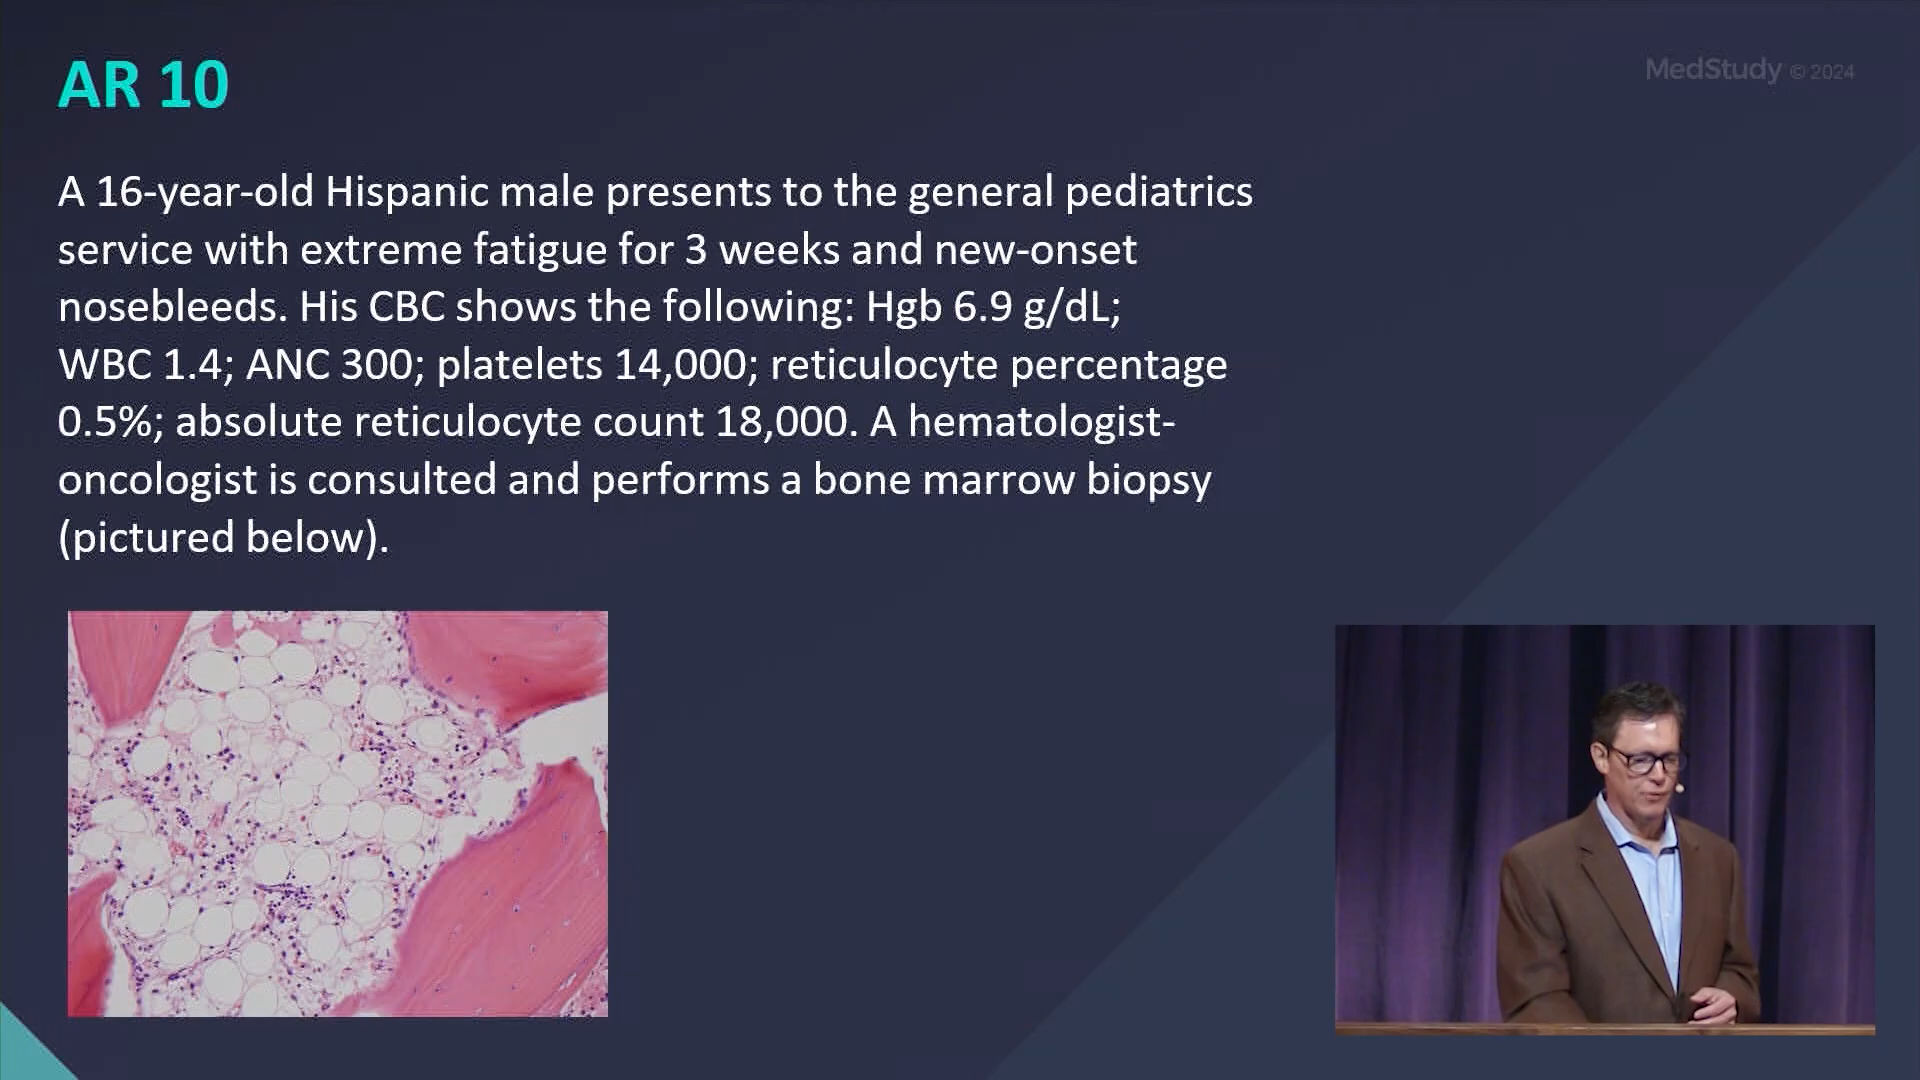 AR 10
MedStudy © 2024
A 16-year-old Hispanic male presents to the general pediatrics
service with extreme fatigue for 3 weeks and new-onset
nosebleeds. His CBC shows the following: Hgb 6.9 g/dL;
WBC 1.4; ANC 300; platelets 14,000; reticulocyte percentage
0.5%; absolute reticulocyte count 18,000. A hematologist-
oncologist is consulted and performs a bone marrow biopsy
(pictured below).